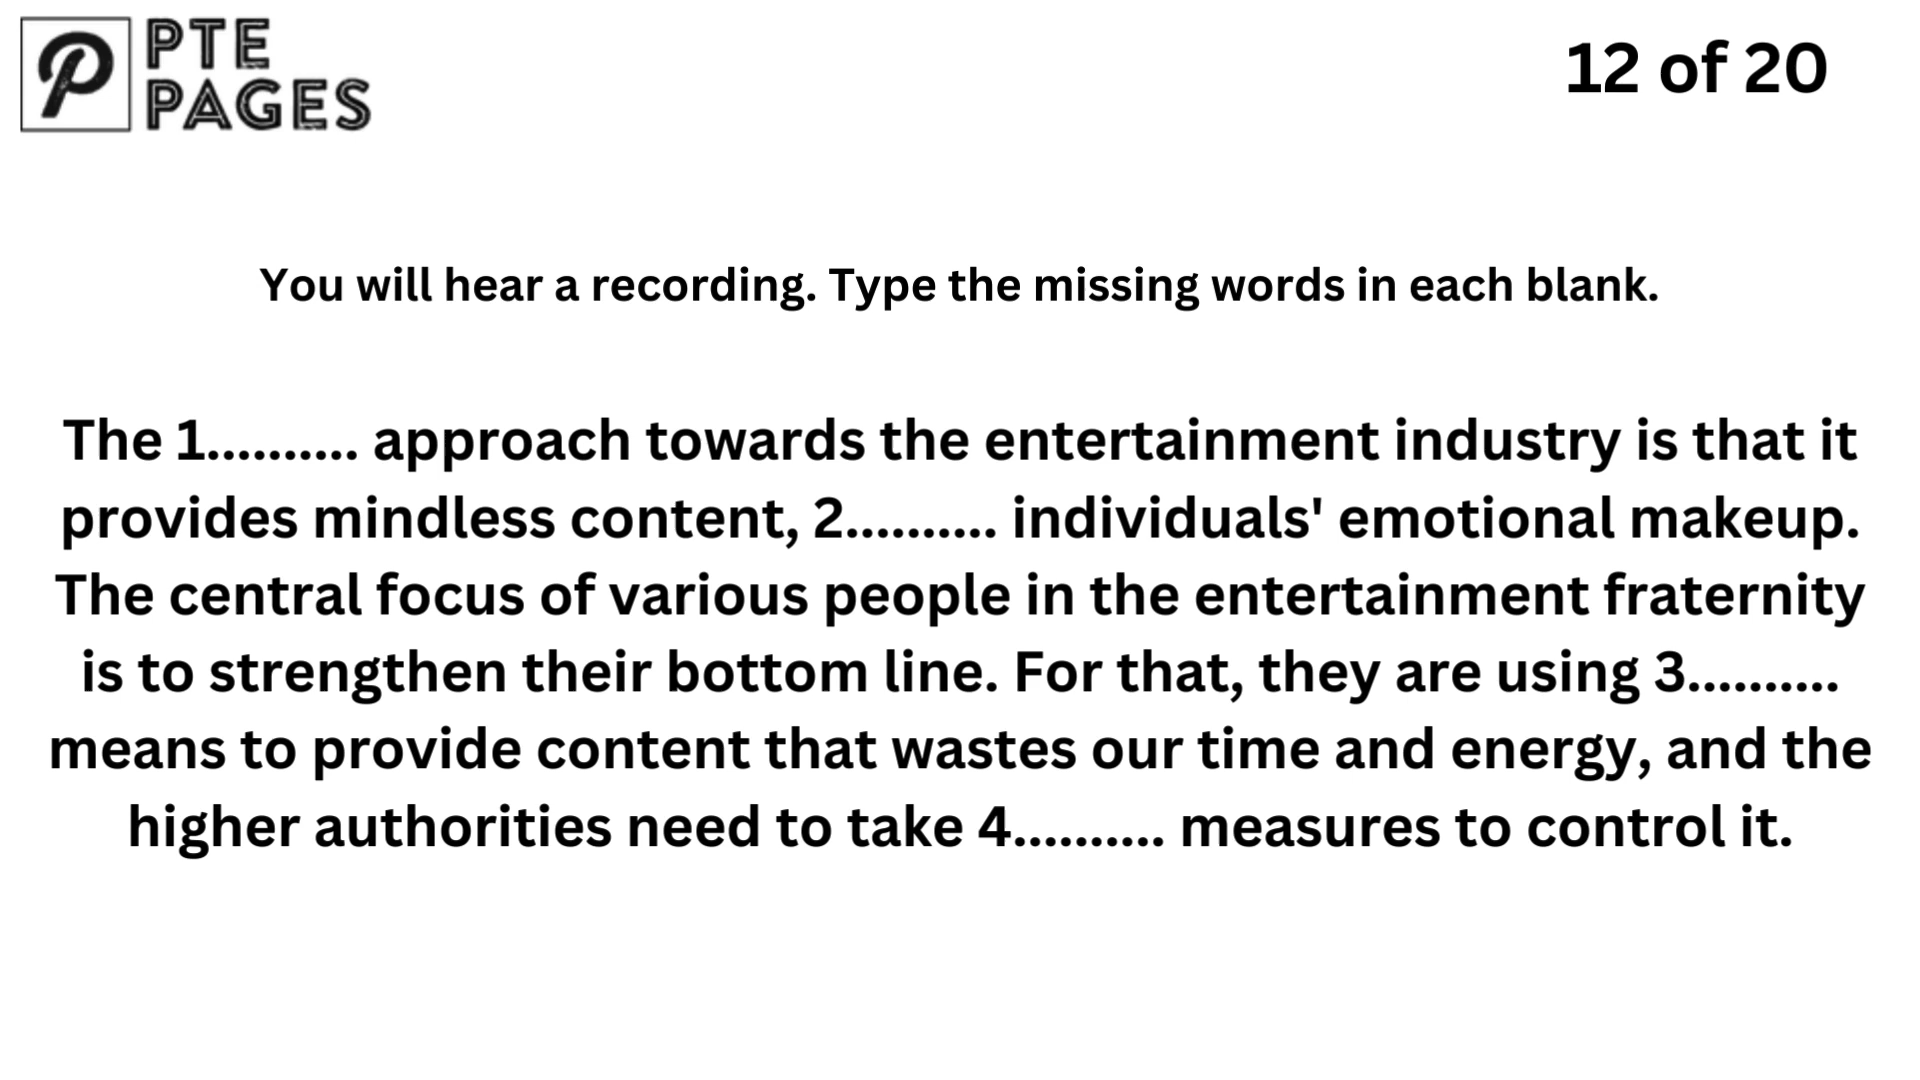 P PTE
PAGES
12 of 20
You will hear a recording. Type the missing words in each blank.
The 1.......... approach towards the entertainment industry is that it
provides mindless content, 2.......... individuals' emotional makeup.
The central focus of various people in the entertainment fraternity
is to strengthen their bottom line. For that, they are using 3..........
means to provide content that wastes our time and energy, and the
higher authorities need to take 4.......... measures to control it.